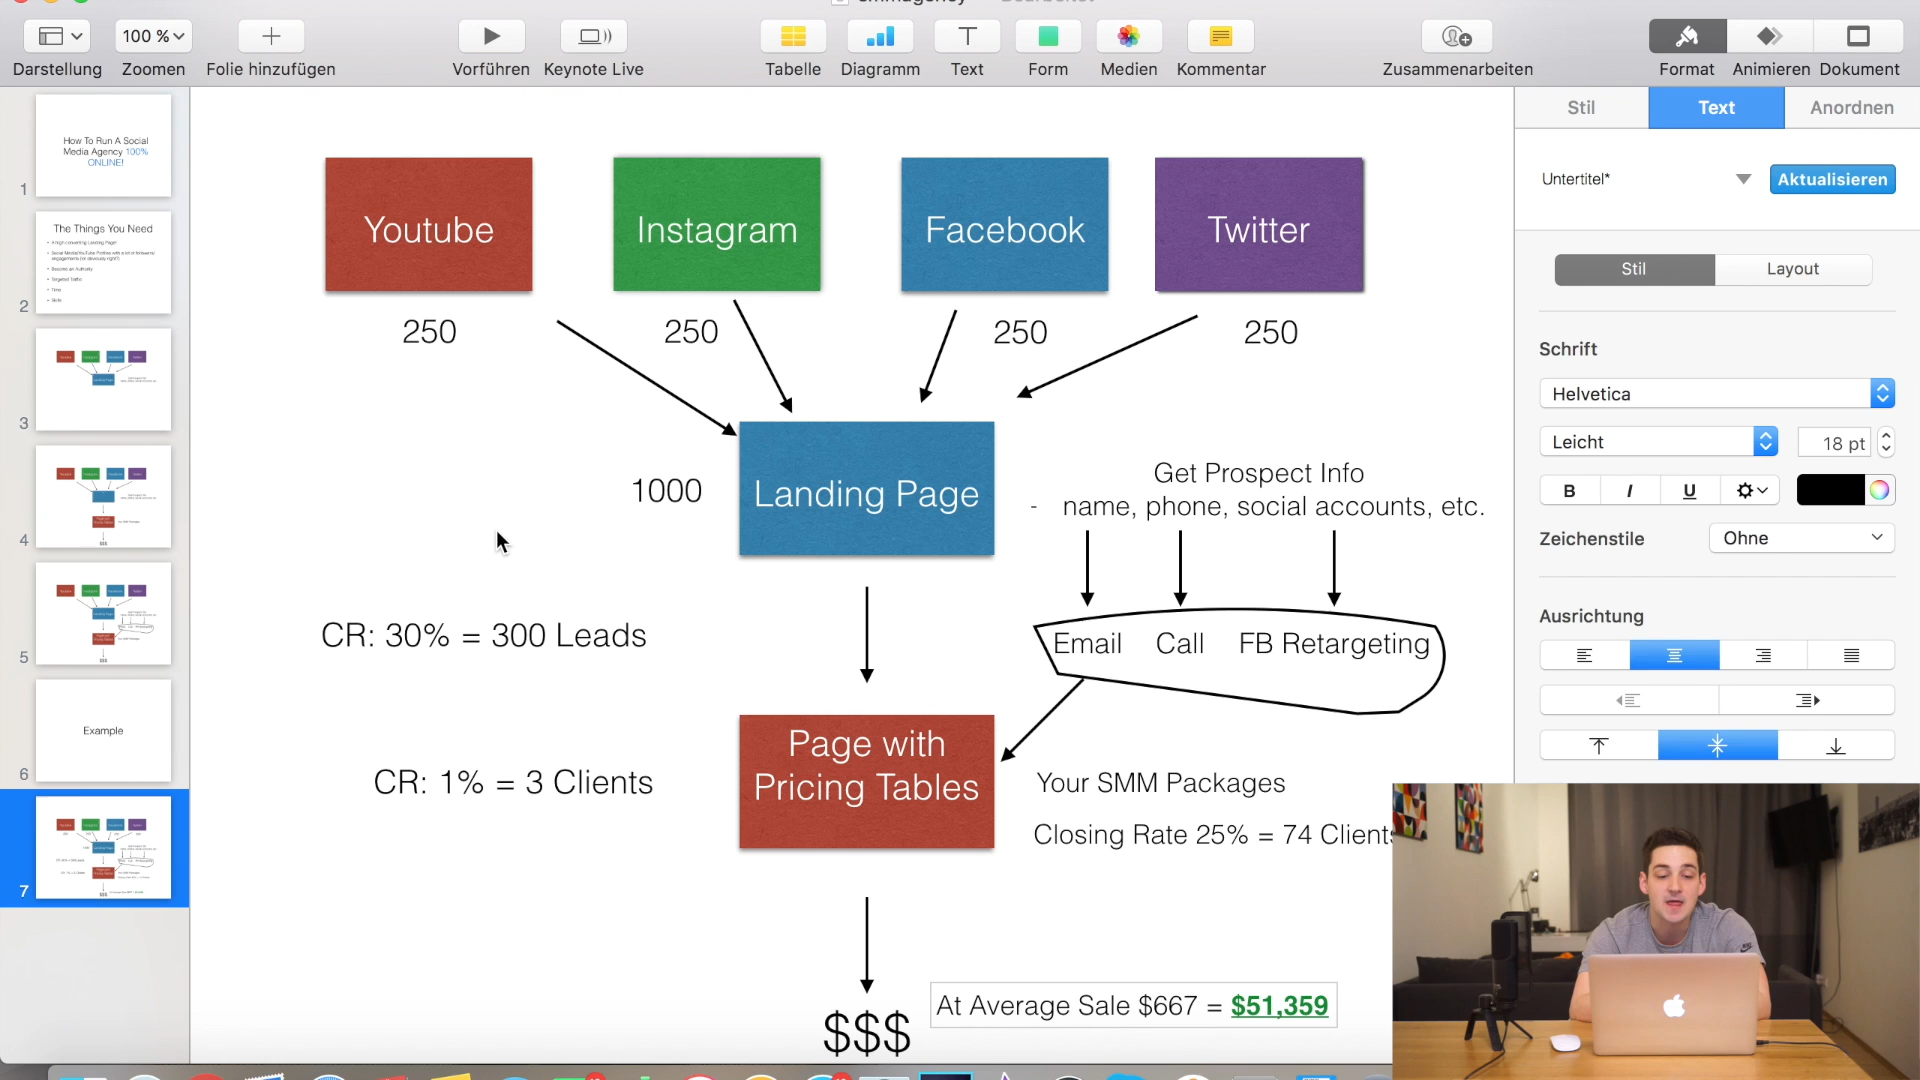 100 %
Darstellung
Zoomen
Folie hinzufügen
Vorführen
Keynote Live
Tabelle
Diagramm
Text
Form
Medien
Kommentar
Zusammenarbeiten
Format
Animieren
Dokument
How To Run A Social
Media Agency 100%
ONLINE!
1
The Things You Need
2
3
4
5
Example
6
7
Youtube
Instagram
Facebook
Twitter
250
250
250
250
1000
Landing Page
Get Prospect Info
- name, phone, social accounts, etc.
Email Call FB Retargeting
CR: 30% = 300 Leads
Page with
Pricing Tables
CR: 1% = 3 Clients
Your SMM Packages
Closing Rate 25% = 74 Clients
$$$
At Average Sale $667 = $51,359
Stil
Text
Anordnen
Untertitel*
Aktualisieren
Stil
Layout
Schrift
Helvetica
Leicht
18 pt
B
I
U
Zeichenstile
Ohne
Ausrichtung